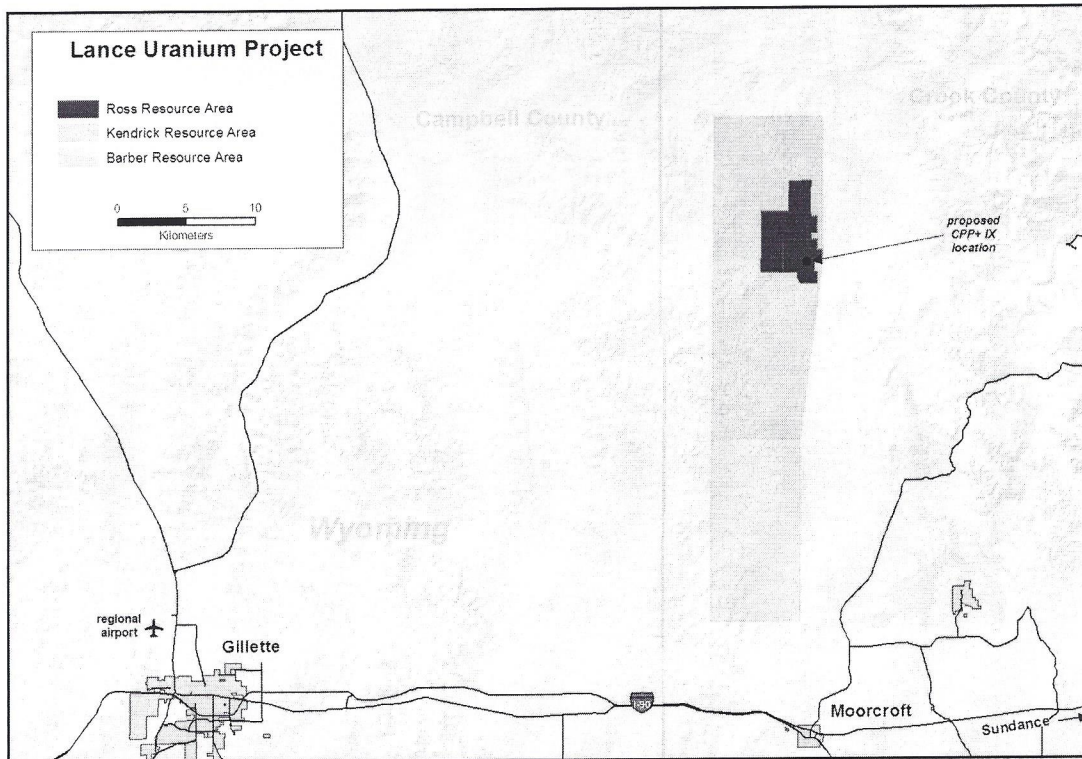 Lance Uranium Project
Ross Resource Area
Kendrick Resource Area
Barber Resource Area
0 5 10
Kilometers
Campbell County
Crook County
proposed
CPP+ IX
location
Wyoming
regional
airport
Gillette
Moorcroft
Sundance